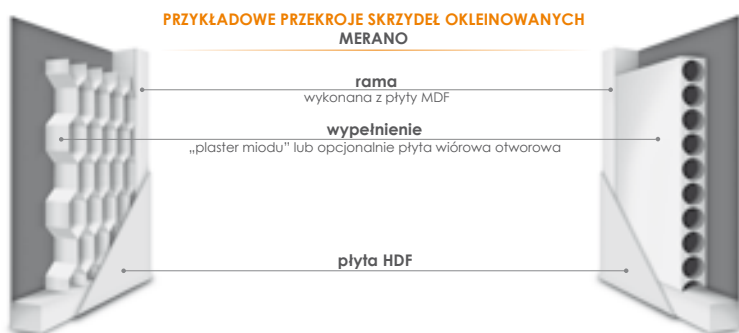 PRZYKŁADOWE PRZEKROJE SKRZYDEŁ OKLEINOWANYCH
MERANO
rama
wykonana z płyty MDF
wypełnienie
„plaster miodu” lub opcjonalnie płyta wiórowa otworowa
płyta HDF